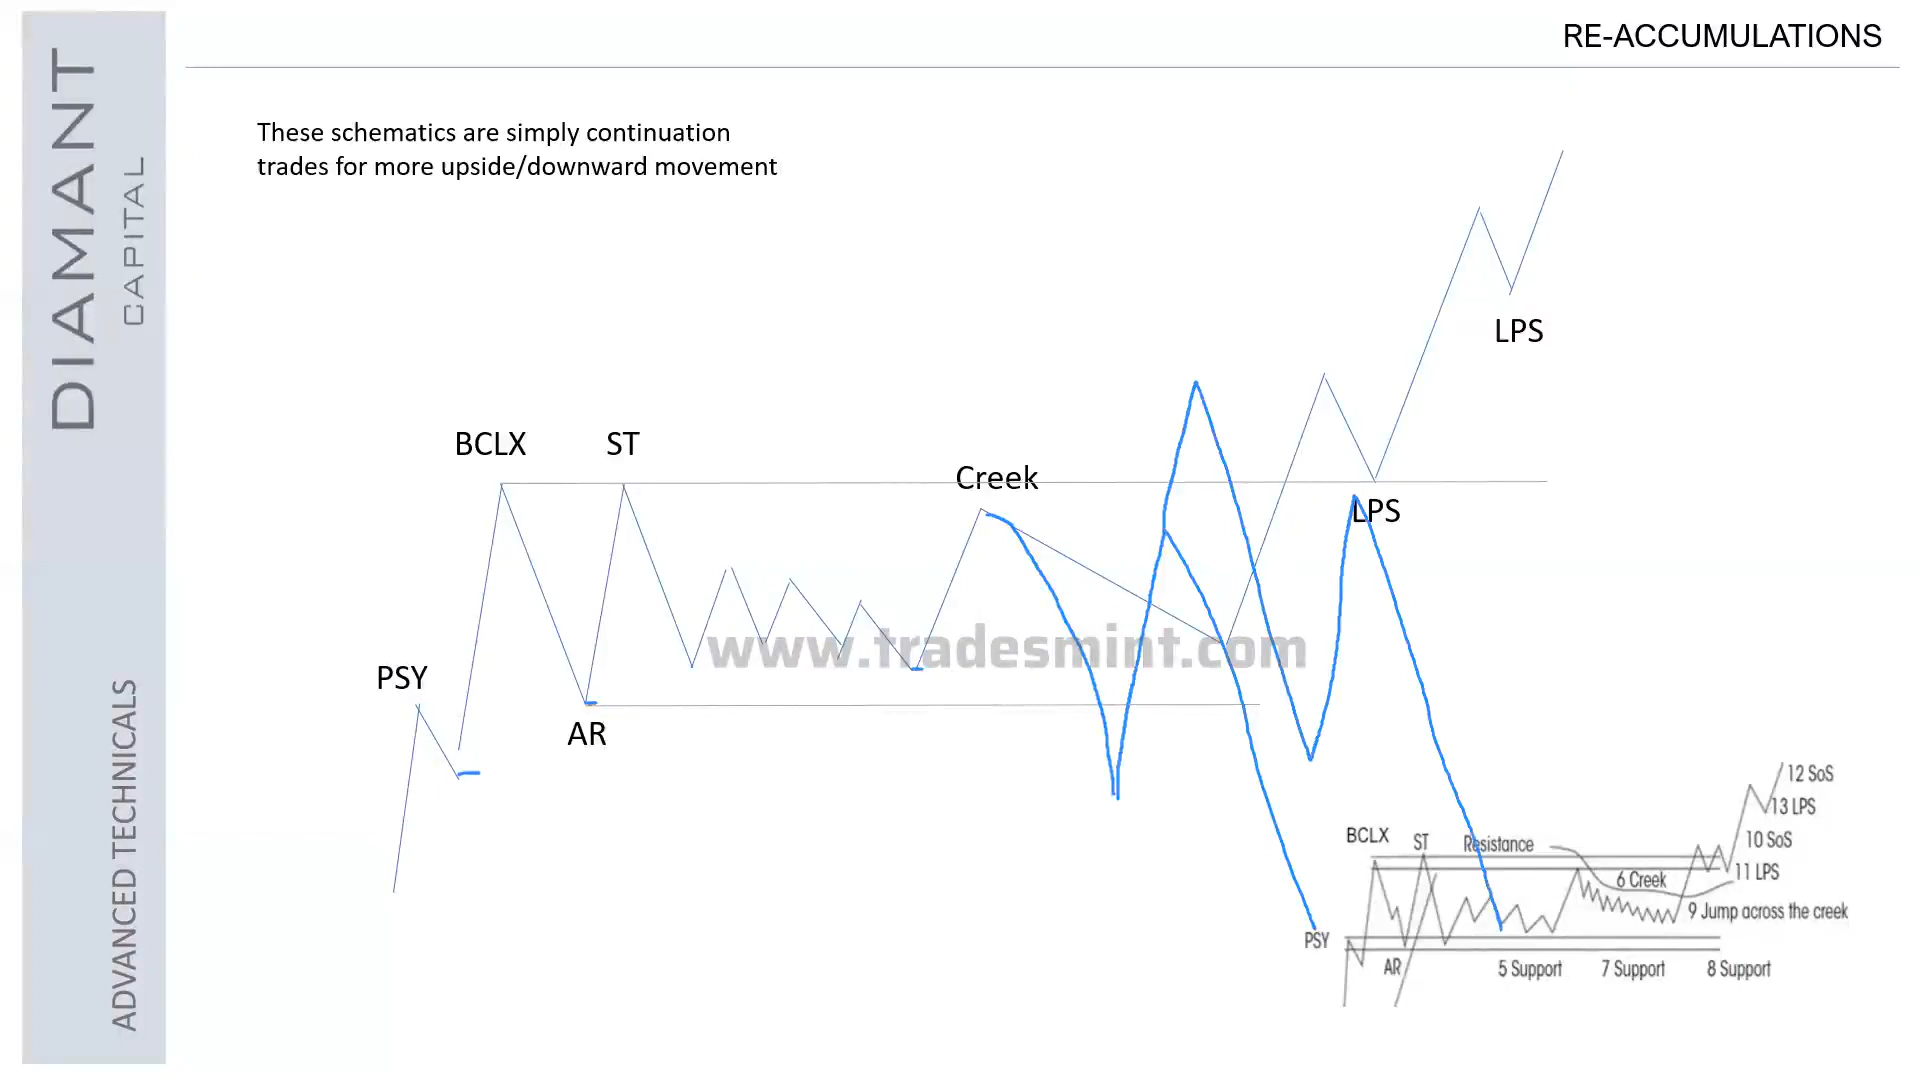 RE-ACCUMULATIONS
DIAMANT
CAPITAL
ADVANCED TECHNICALS
These schematics are simply continuation
trades for more upside/downward movement
LPS
BCLX
ST
Creek
LPS
www.tradesmint.com
PSY
AR
12 SoS
13 LPS
BCLX
ST
Resistance
10 SoS
11 LPS
6 Creek
9 Jump across the creek
PSY
AR
5 Support
7 Support
8 Support